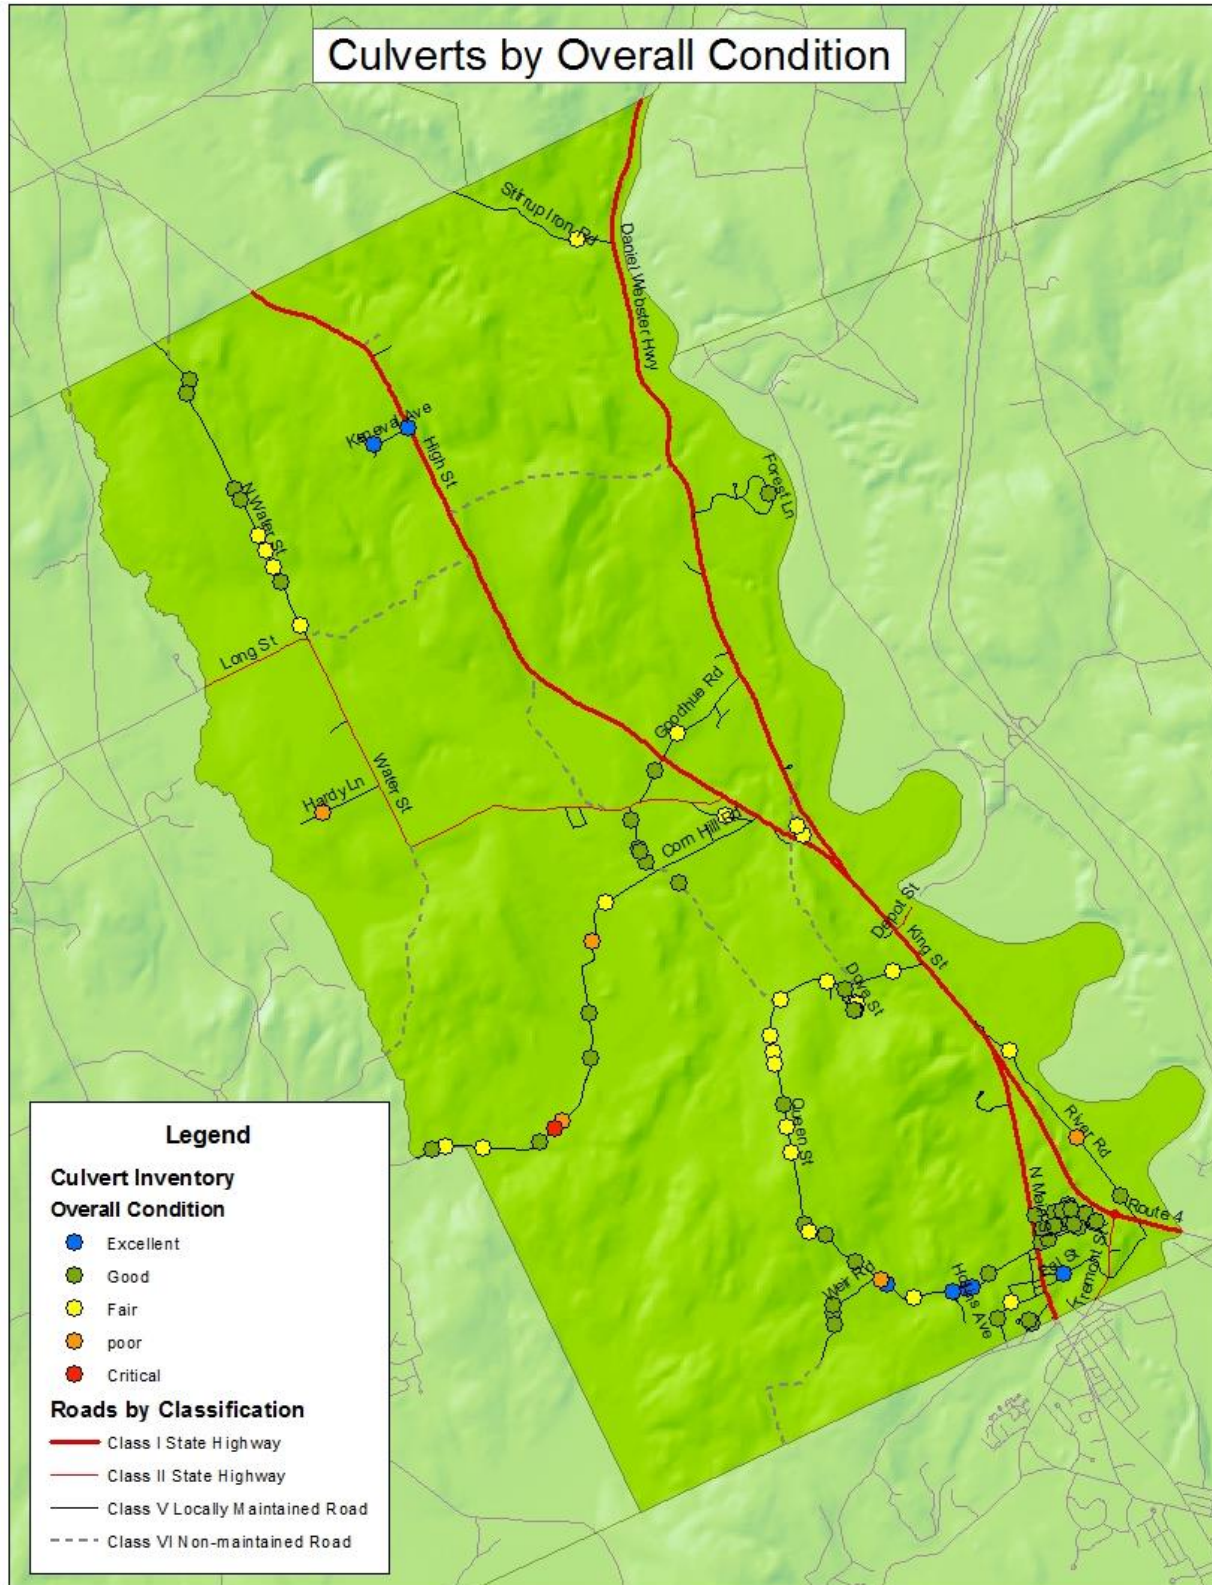 Culverts by Overall Condition
Stirrup Iron Rd
Daniel Webster Hwy
High St
Forest Ln
N Water St
Long St
Goodhue Rd
Water St
Hardy Ln
Corn Hill Rd
Depot St
King St
Dove St
Queen St
River Rd
N Main St
Route 4
Weir Rd
Ave
Legend
Culvert Inventory
Overall Condition
Excellent
Good
Fair
poor
Critical
Roads by Classification
Class I State Highway
Class II State Highway
Class V Locally Maintained Road
Class VI Non-maintained Road